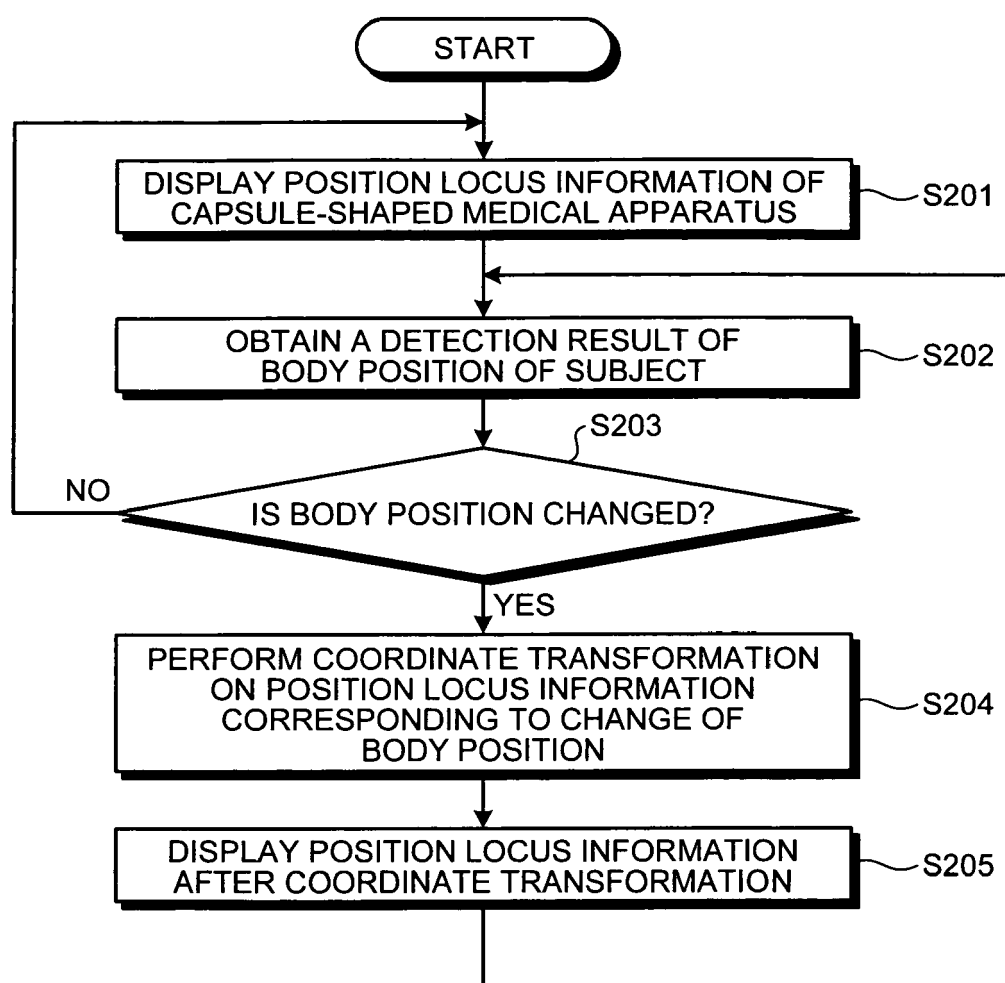 START
DISPLAY POSITION LOCUS INFORMATION OF
CAPSULE-SHAPED MEDICAL APPARATUS
S201
OBTAIN A DETECTION RESULT OF
BODY POSITION OF SUBJECT
S202
S203
NO
IS BODY POSITION CHANGED?
YES
PERFORM COORDINATE TRANSFORMATION
ON POSITION LOCUS INFORMATION
CORRESPONDING TO CHANGE OF
BODY POSITION
S204
DISPLAY POSITION LOCUS INFORMATION
AFTER COORDINATE TRANSFORMATION
S205